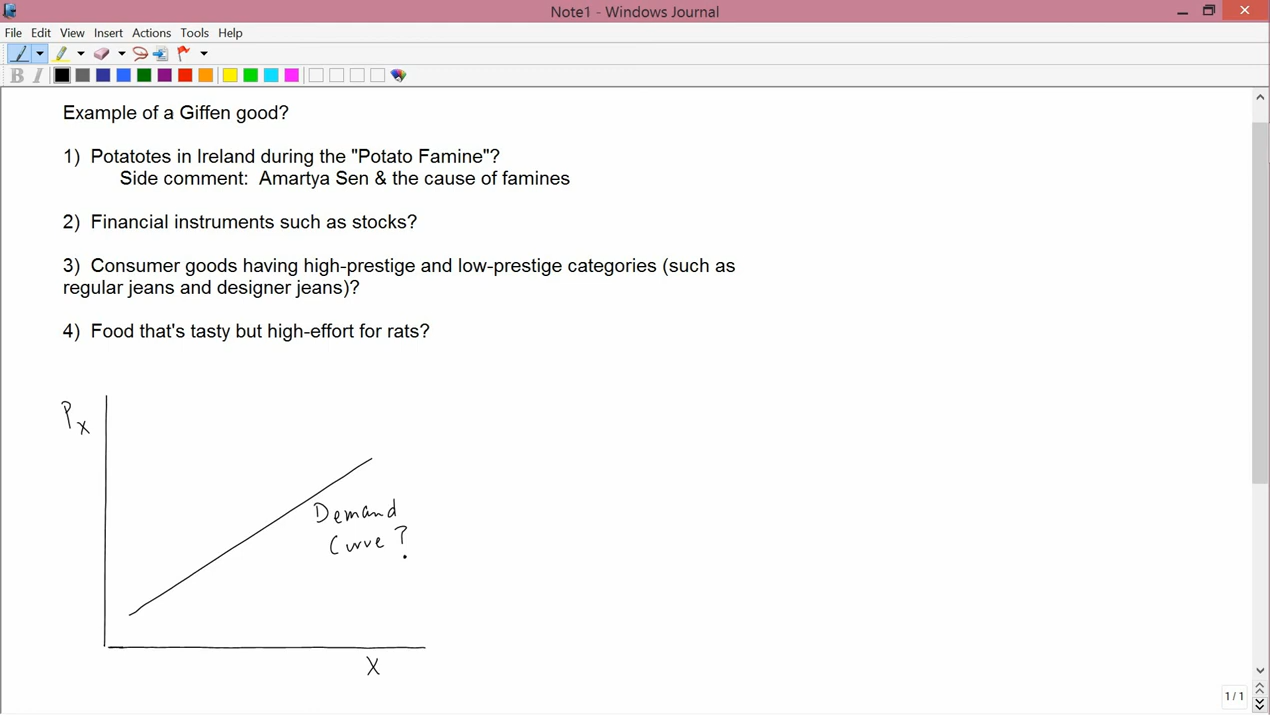 Note1 - Windows Journal
File Edit View Insert Actions Tools Help
B I
Example of a Giffen good?
1) Potatotes in Ireland during the "Potato Famine"?
Side comment: Amartya Sen & the cause of famines
2) Financial instruments such as stocks?
3) Consumer goods having high-prestige and low-prestige categories (such as
regular jeans and designer jeans)?
4) Food that's tasty but high-effort for rats?
Px
Demand
Curve?
X
1 / 1